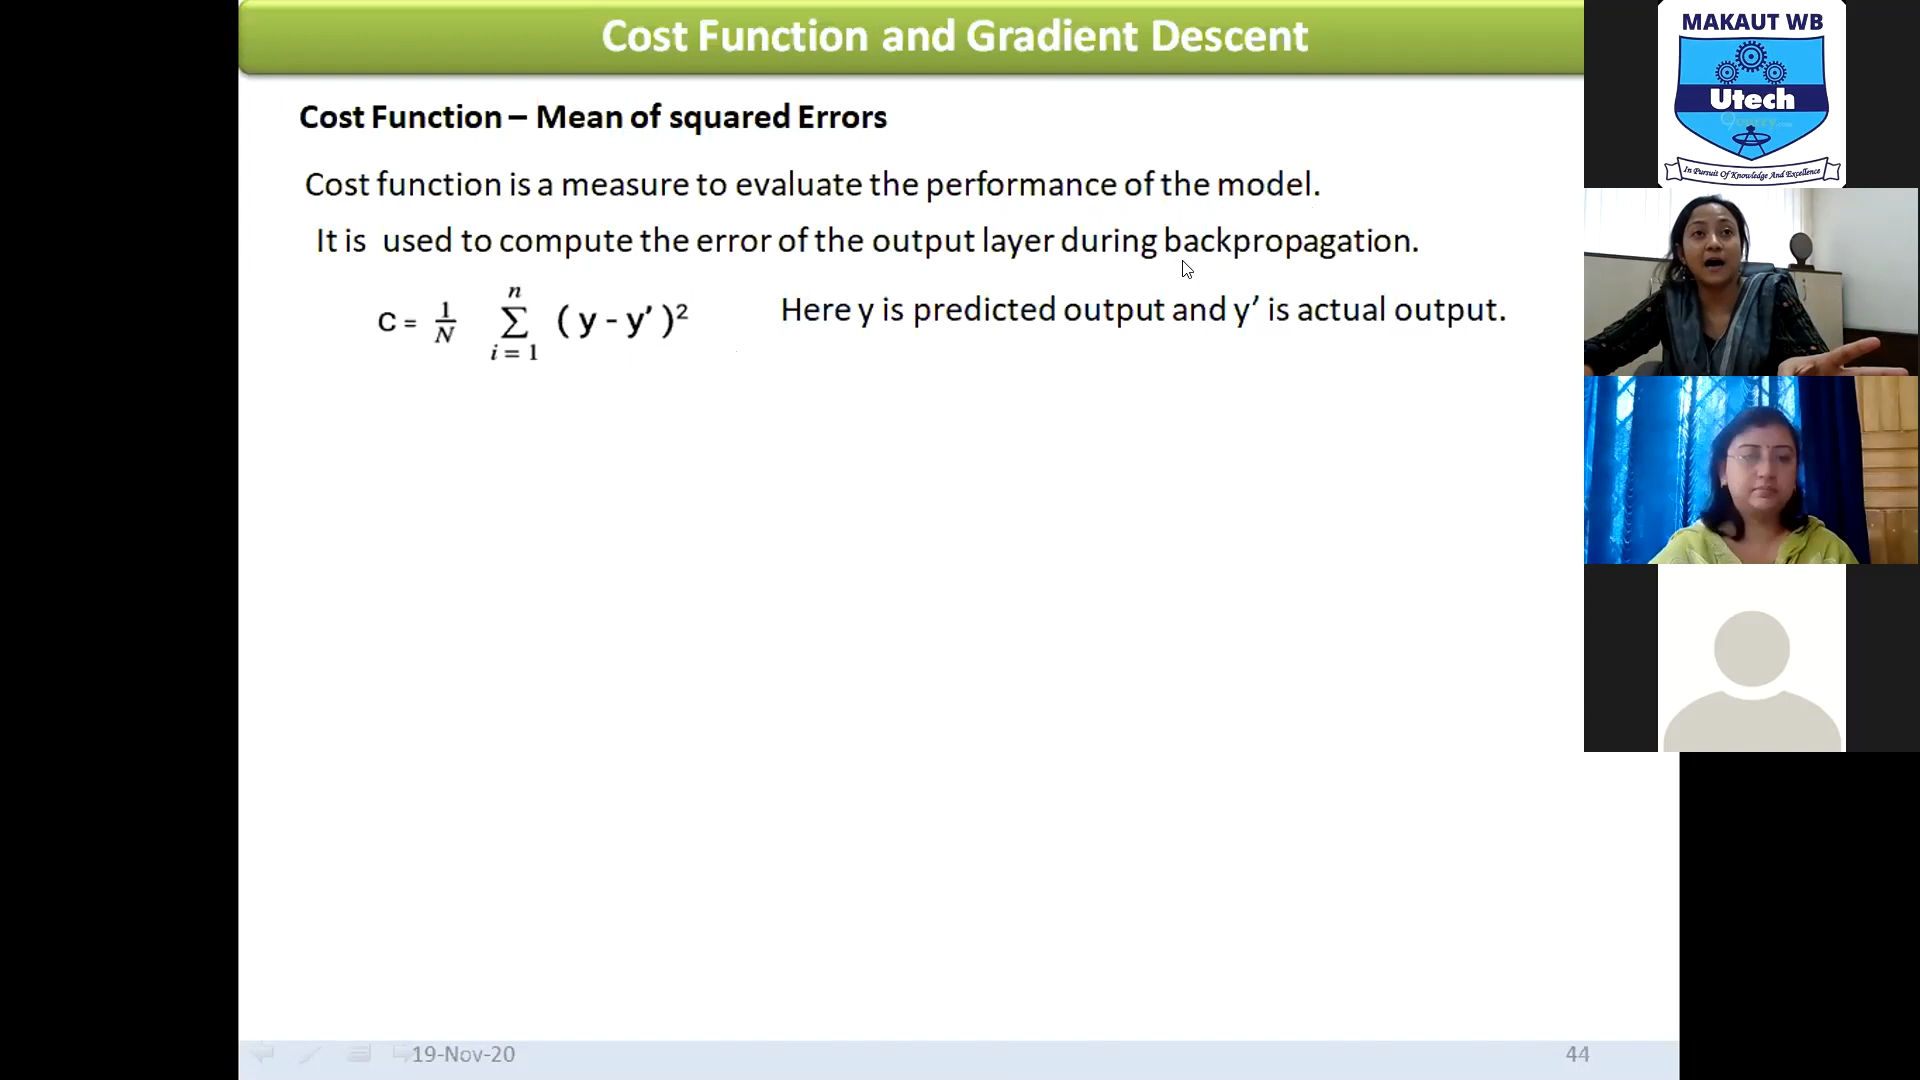 Cost Function and Gradient Descent
Cost Function – Mean of squared Errors
Cost function is a measure to evaluate the performance of the model.
It is used to compute the error of the output layer during backpropagation.
C = 1/N n Σ i = 1 ( y - y′ )²
Here y is predicted output and y′ is actual output.
19-Nov-20
44
MAKAUT WB
Utech
In Pursuit Of Knowledge And Excellence